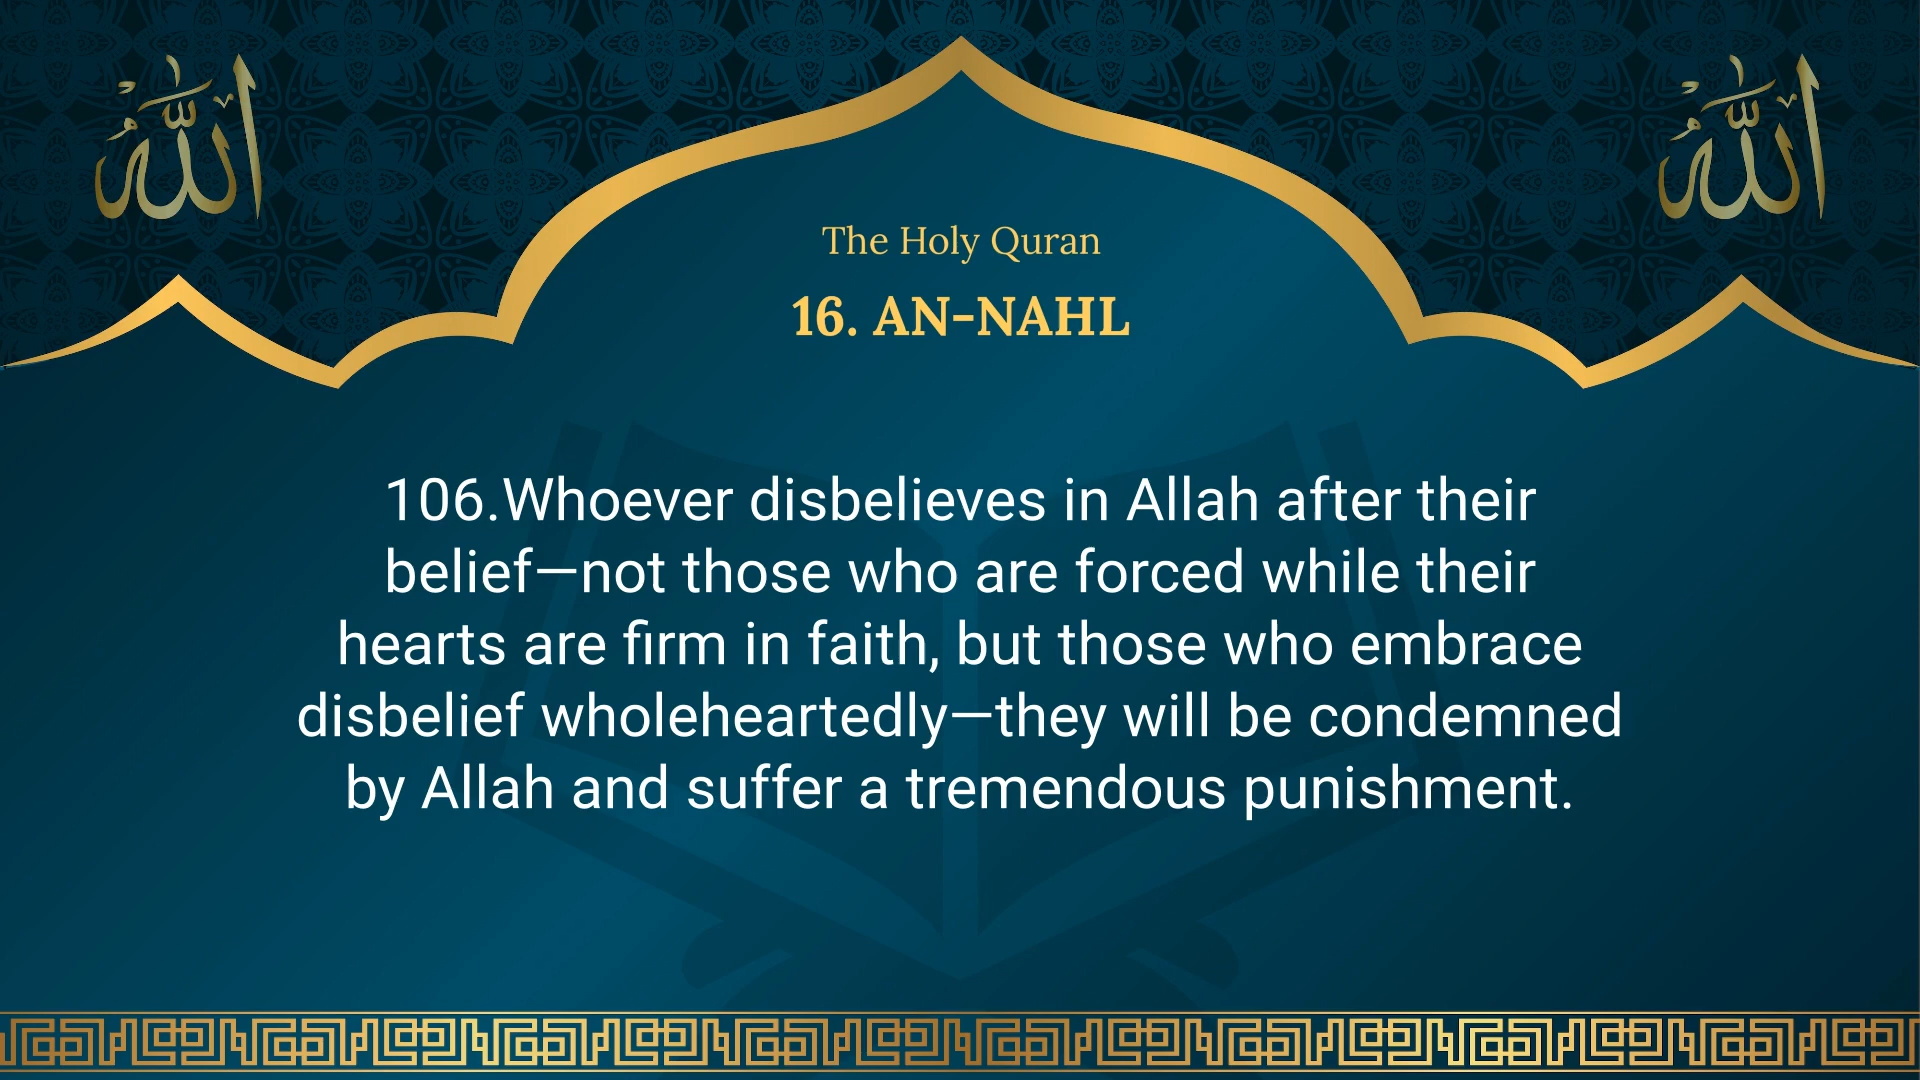 الله
الله
The Holy Quran
16. AN-NAHL
106.Whoever disbelieves in Allah after their
belief—not those who are forced while their
hearts are firm in faith, but those who embrace
disbelief wholeheartedly—they will be condemned
by Allah and suffer a tremendous punishment.